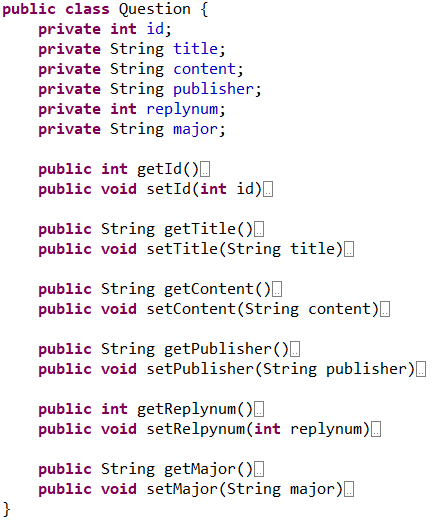 public class Question {
    private int id;
    private String title;
    private String content;
    private String publisher;
    private int replynum;
    private String major;

    public int getId()
    public void setId(int id)

    public String getTitle()
    public void setTitle(String title)

    public String getContent()
    public void setContent(String content)

    public String getPublisher()
    public void setPublisher(String publisher)

    public int getReplynum()
    public void setRelpynum(int replynum)

    public String getMajor()
    public void setMajor(String major)
}